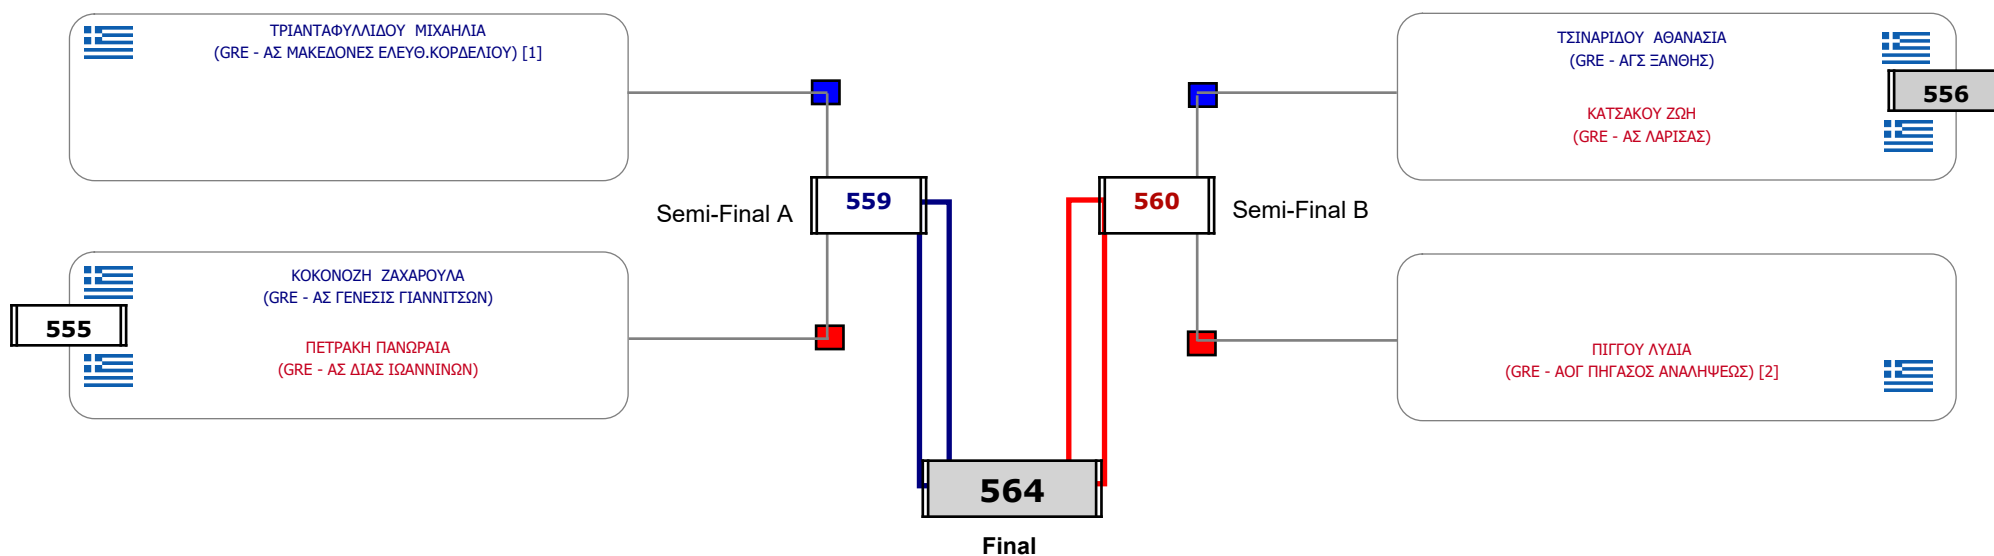 ΤΡΙΑΝΤΑΦΥΛΛΙΔΟΥ ΜΙΧΑΗΛΙΑ
(GRE - ΑΣ ΜΑΚΕΔΟΝΕΣ ΕΛΕΥΘ.ΚΟΡΔΕΛΙΟΥ) [1]
559
Semi-Final A
ΚΟΚΟΝΟΖΗ ΖΑΧΑΡΟΥΛΑ
(GRE - ΑΣ ΓΕΝΕΣΙΣ ΓΙΑΝΝΙΤΣΩΝ)
555
ΠΕΤΡΑΚΗ ΠΑΝΩΡΑΙΑ
(GRE - ΑΣ ΔΙΑΣ ΙΩΑΝΝΙΝΩΝ)
ΤΣΙΝΑΡΙΔΟΥ ΑΘΑΝΑΣΙΑ
(GRE - ΑΓΣ ΞΑΝΘΗΣ)
556
ΚΑΤΣΑΚΟΥ ΖΩΗ
(GRE - ΑΣ ΛΑΡΙΣΑΣ)
560
Semi-Final B
ΠΙΓΓΟΥ ΛΥΔΙΑ
(GRE - ΑΟΓ ΠΗΓΑΣΟΣ ΑΝΑΛΗΨΕΩΣ) [2]
564
Final